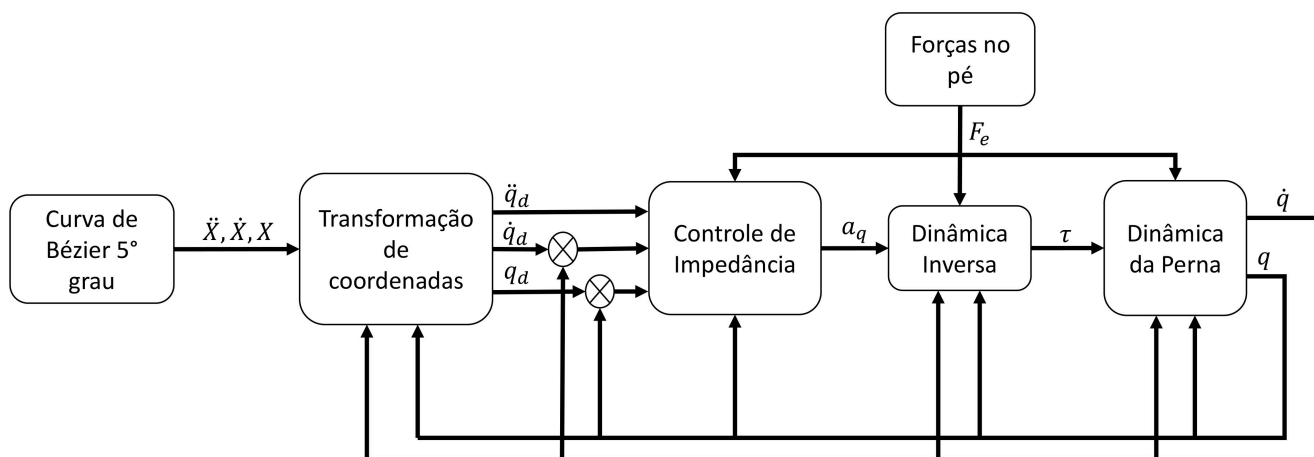 Forças no
pé
F_e
Curva de
Bézier 5°
grau
Ẍ, Ẋ, X
Transformação
de
coordenadas
q̈_d
q̇_d
q_d
Controle de
Impedância
a_q
Dinâmica
Inversa
τ
Dinâmica
da Perna
q̇
q